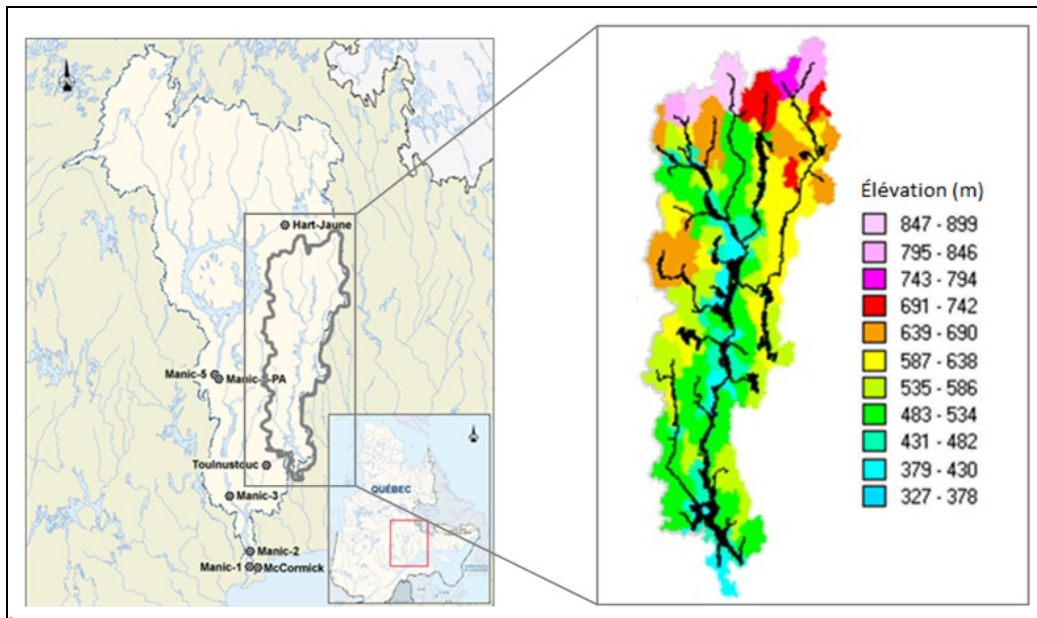 Hart-Jaune
Manic-5
Manic-5-PA
Toulnustouc
Manic-3
Manic-2
Manic-1
McCormick
QUÉBEC
Élévation (m)
847 - 899
795 - 846
743 - 794
691 - 742
639 - 690
587 - 638
535 - 586
483 - 534
431 - 482
379 - 430
327 - 378